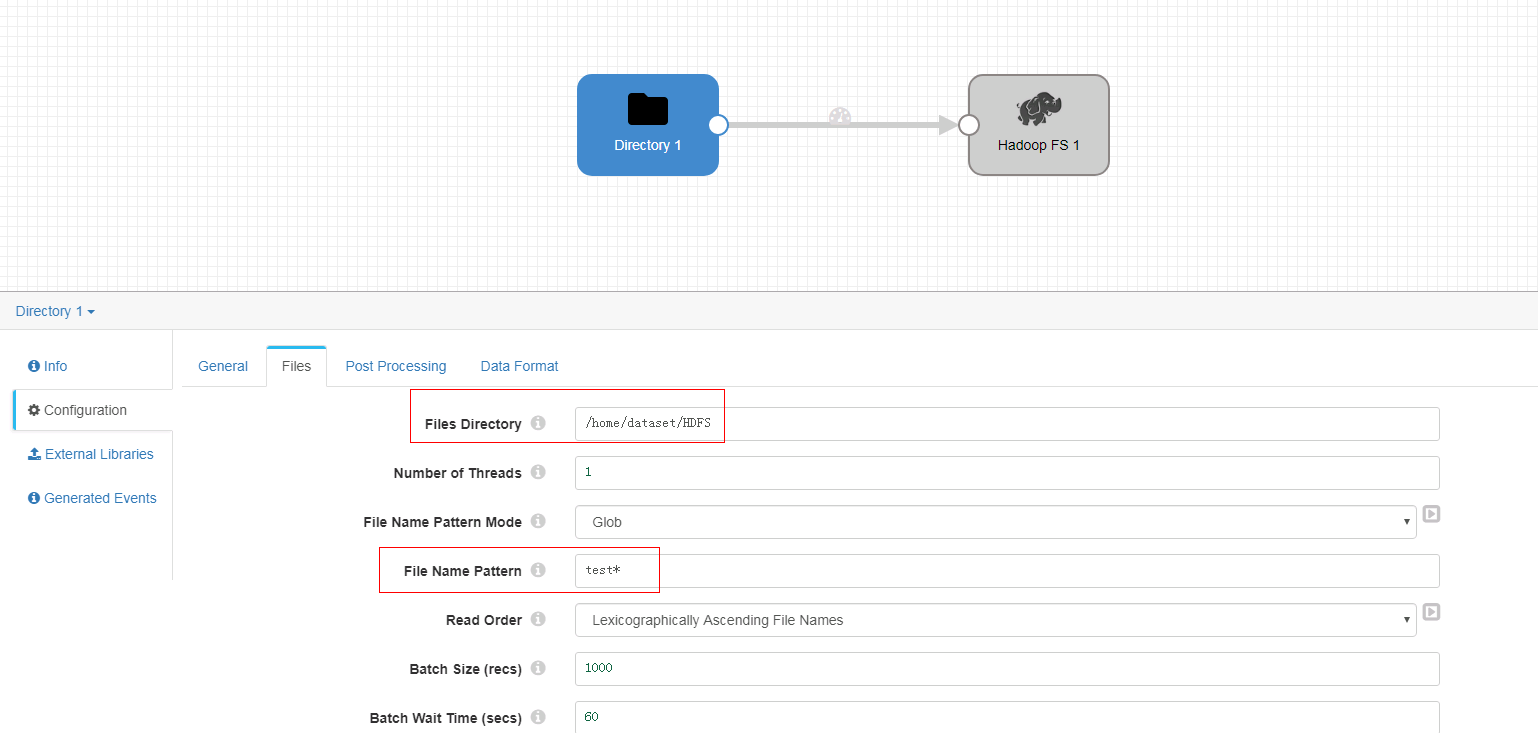 Directory 1
Hadoop FS 1
Directory 1
Info
Configuration
External Libraries
Generated Events
General
Files
Post Processing
Data Format
Files Directory
/home/dataset/HDFS
Number of Threads
1
File Name Pattern Mode
Glob
File Name Pattern
test*
Read Order
Lexicographically Ascending File Names
Batch Size (recs)
1000
Batch Wait Time (secs)
60